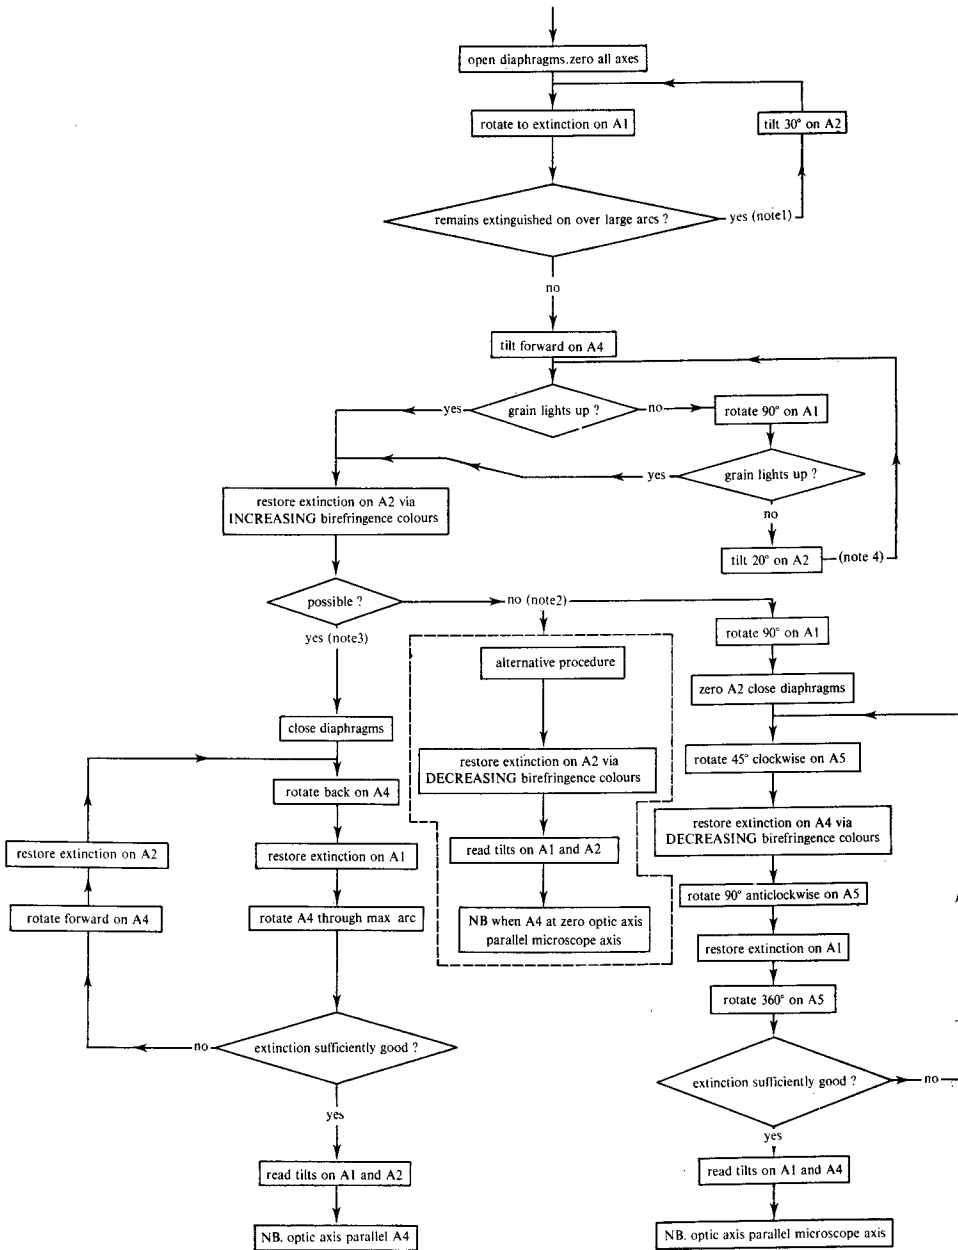 open diaphragms.zero all axes
rotate to extinction on A1
tilt 30° on A2
remains extinguished on over large arcs ?
yes (note1)
no
tilt forward on A4
grain lights up ?
yes
no
rotate 90° on A1
grain lights up ?
yes
no
tilt 20° on A2
(note 4)
restore extinction on A2 via
INCREASING birefringence colours
possible ?
no (note2)
yes (note3)
alternative procedure
restore extinction on A2 via
DECREASING birefringence colours
read tilts on A1 and A2
NB when A4 at zero optic axis
parallel microscope axis
close diaphragms
rotate back on A4
restore extinction on A1
rotate A4 through max arc
extinction sufficiently good ?
no
rotate forward on A4
restore extinction on A2
yes
read tilts on A1 and A2
NB. optic axis parallel A4
rotate 90° on A1
zero A2 close diaphragms
rotate 45° clockwise on A5
restore extinction on A4 via
DECREASING birefringence colours
rotate 90° anticlockwise on A5
restore extinction on A1
rotate 360° on A5
extinction sufficiently good ?
no
yes
read tilts on A1 and A4
NB. optic axis parallel microscope axis